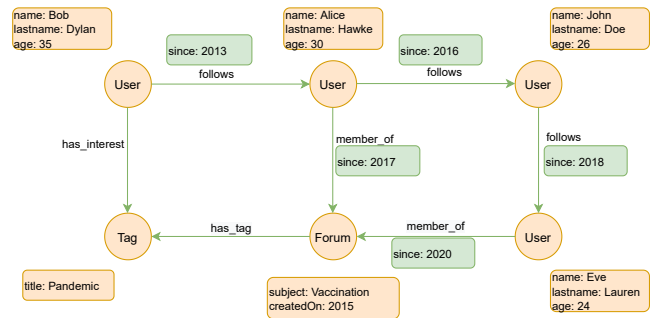 name: Bob
lastname: Dylan
age: 35
name: Alice
lastname: Hawke
age: 30
name: John
lastname: Doe
age: 26
since: 2013
since: 2016
follows
follows
User
User
User
has_interest
member_of
since: 2017
follows
since: 2018
Tag
has_tag
Forum
member_of
since: 2020
User
title: Pandemic
subject: Vaccination
createdOn: 2015
name: Eve
lastname: Lauren
age: 24